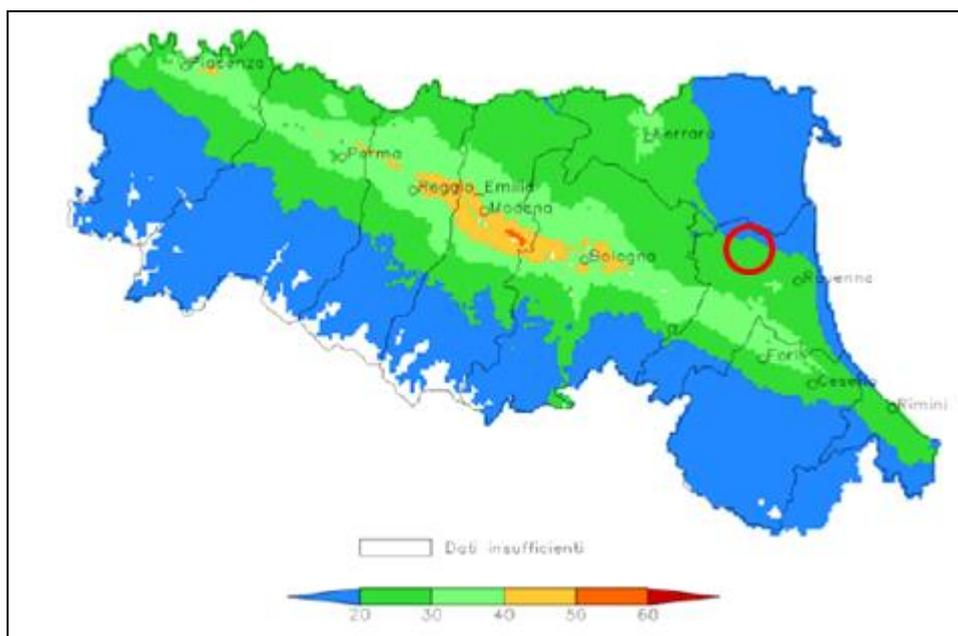 Piacenza
Ferrara
Parma
Reggio_Emilia
Modena
Bologna
Ravenna
Forlì
Cesena
Rimini
Dati insufficienti
20 30 40 50 60